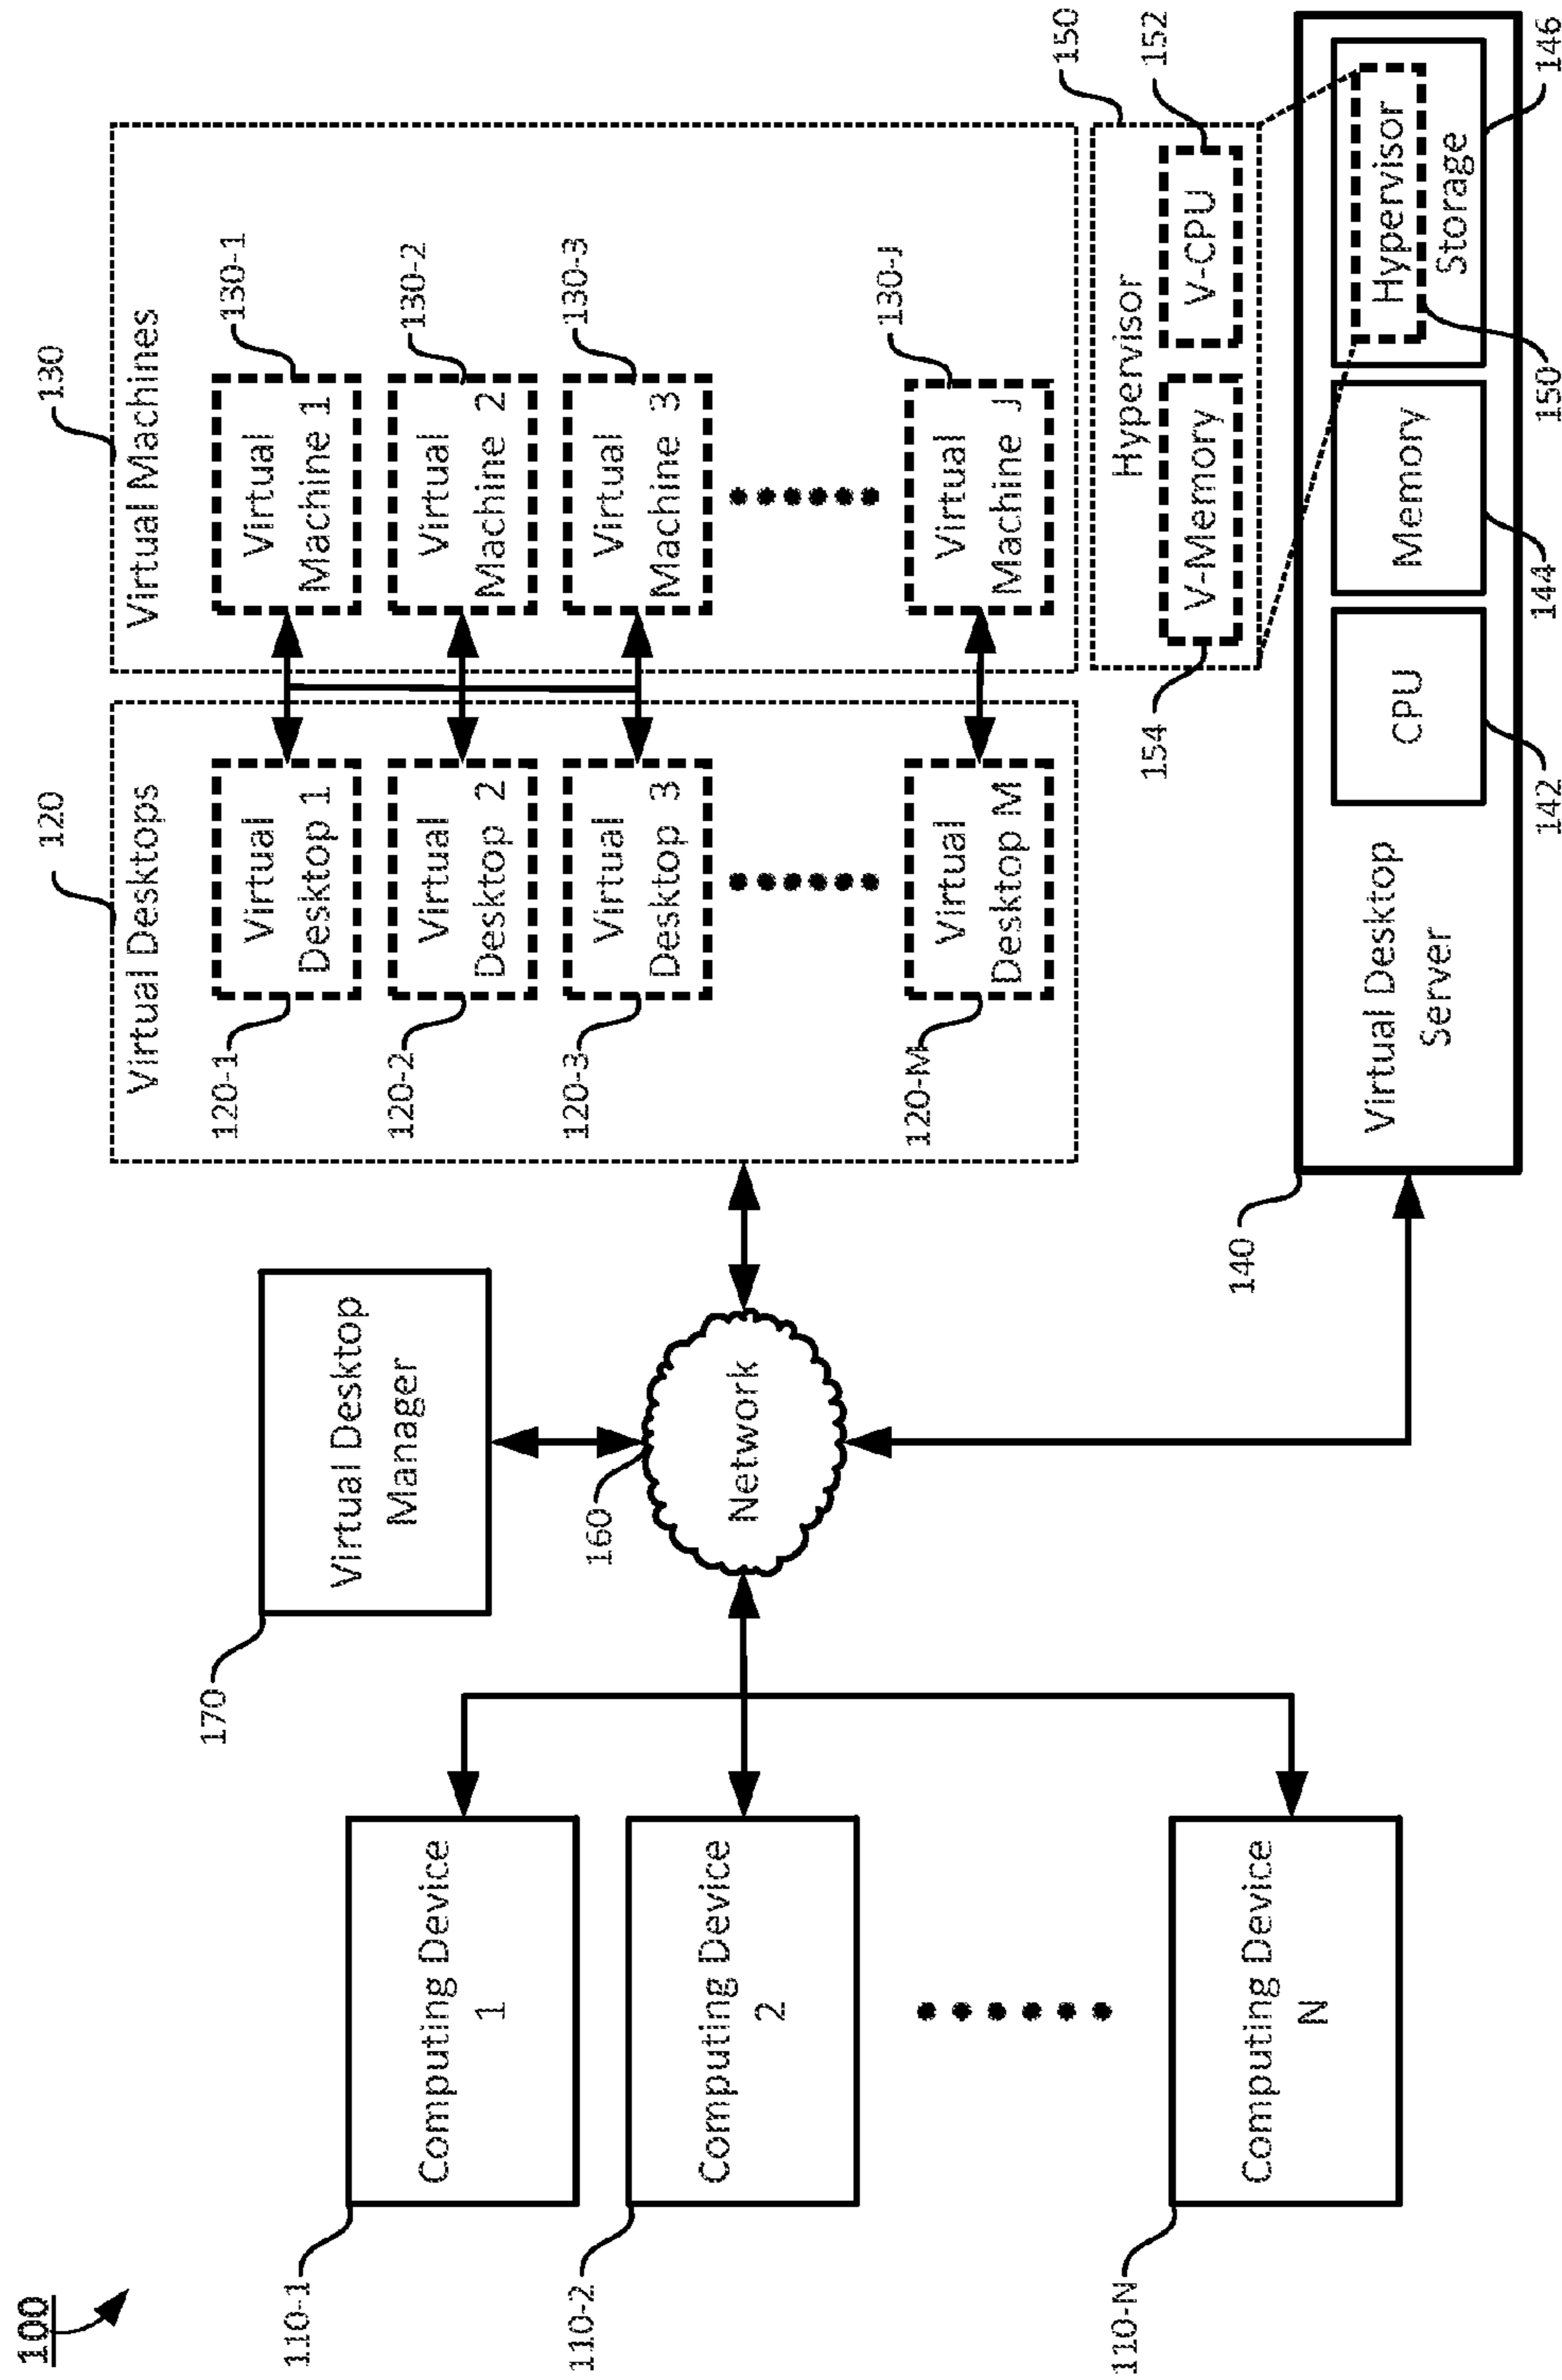 100
110-1
Computing Device
1
110-2
Computing Device
2
110-N
Computing Device
N
170
Virtual Desktop
Manager
160
Network
120
Virtual Desktops
120-1
Virtual
Desktop 1
120-2
Virtual
Desktop 2
120-3
Virtual
Desktop 3
120-M
Virtual
Desktop M
130
Virtual Machines
130-1
Virtual
Machine 1
130-2
Virtual
Machine 2
130-3
Virtual
Machine 3
130-J
Virtual
Machine J
150
Hypervisor
154
V-Memory
V-CPU
152
140
Virtual Desktop
Server
CPU
142
Memory
144
Hypervisor
Storage
150
146